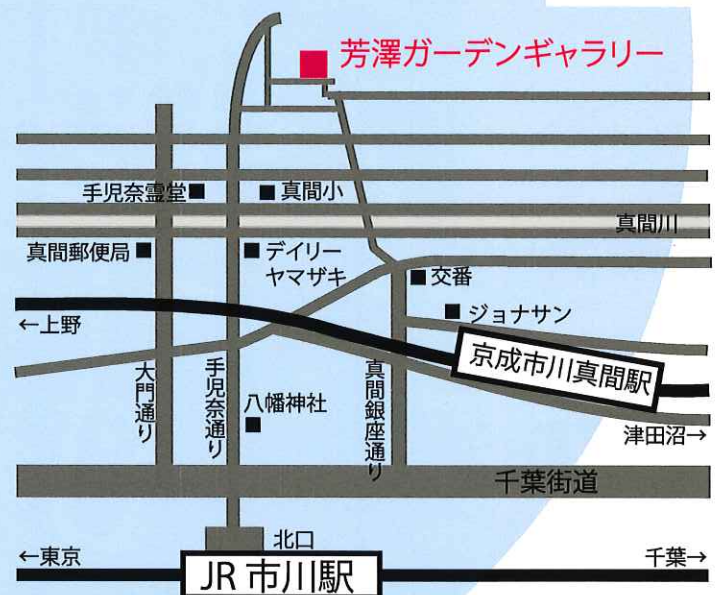 芳澤ガーデンギャラリー
手児奈霊堂
真間小
真間川
真間郵便局
デイリー
ヤマザキ
交番
←上野
ジョナサン
京成市川真間駅
大門通り
手児奈通り
八幡神社
真間銀座通り
津田沼→
千葉街道
北口
←東京
千葉→
JR 市川駅